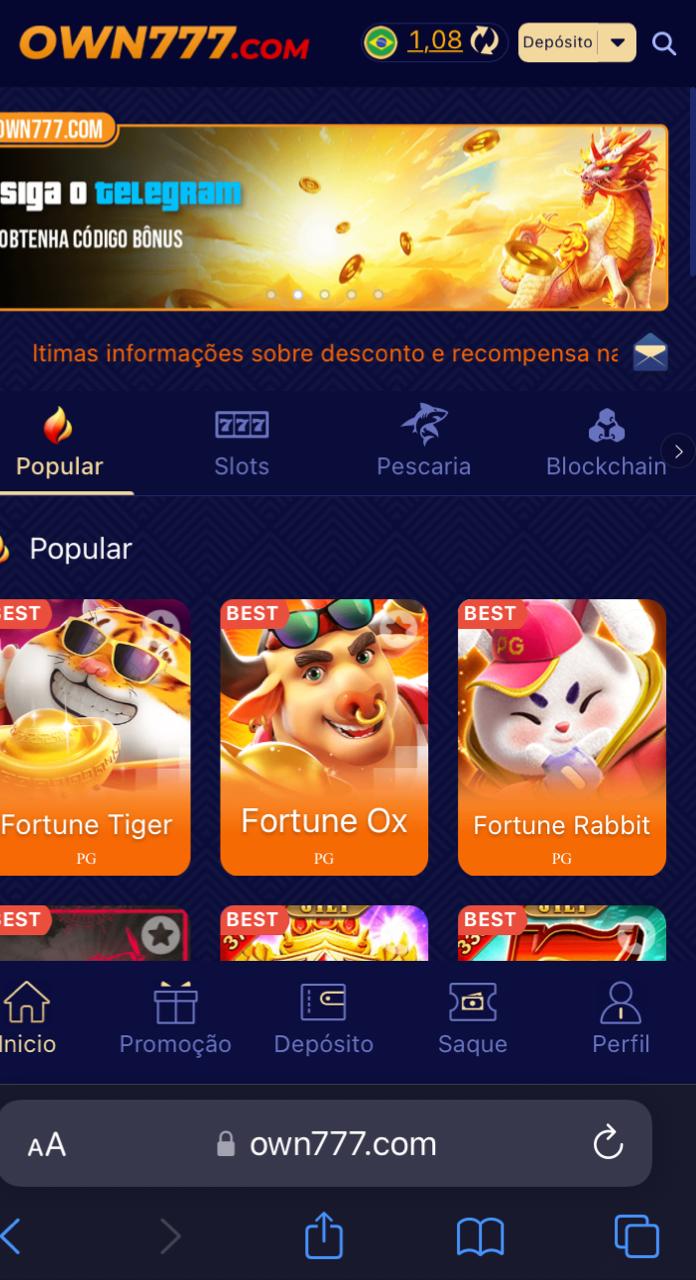 OWN777.COM
1,08
Depósito
OWN777.COM
siga o telegram
OBTENHA CÓDIGO BÔNUS
ltimas informações sobre desconto e recompensa na
777
Popular
Slots
Pescaria
Blockchain
Popular
BEST
BEST
BEST
PG
Fortune Tiger
Fortune Ox
Fortune Rabbit
PG
PG
PG
BEST
BEST
BEST
Inicio
Promoção
Depósito
Saque
Perfil
AA
own777.com